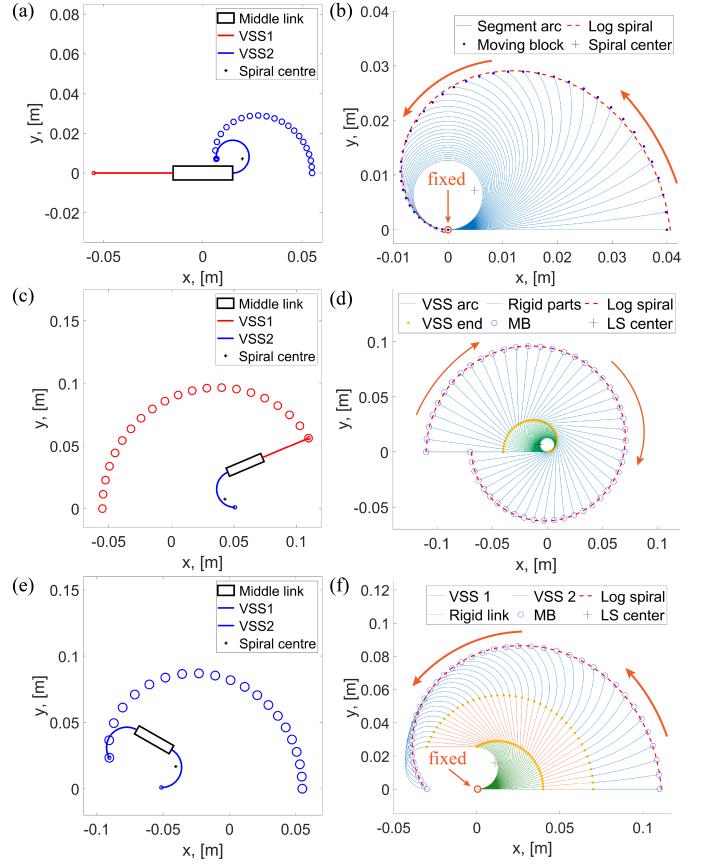 (a)
0.08
0.06
0.04
0.02
0
-0.02
y, [m]
Middle link
VSS1
VSS2
Spiral centre
-0.05
0
0.05
x, [m]
(b)
0.04
0.03
0.02
0.01
0
y, [m]
Segment arc
Log spiral
Moving block
Spiral center
fixed
-0.01
0
0.01
0.02
0.03
0.04
x, [m]
(c)
0.15
0.1
0.05
0
y, [m]
Middle link
VSS1
VSS2
Spiral centre
-0.05
0
0.05
0.1
x, [m]
(d)
0.1
0.05
0
-0.05
y, [m]
VSS arc
Rigid parts
Log spiral
VSS end
MB
LS center
-0.1
-0.05
0
0.05
0.1
x, [m]
(e)
0.15
0.1
0.05
0
y, [m]
Middle link
VSS1
VSS2
Spiral centre
-0.1
-0.05
0
0.05
x, [m]
(f)
0.12
0.1
0.08
0.06
0.04
0.02
0
y, [m]
VSS 1
VSS 2
Log spiral
Rigid link
MB
LS center
fixed
-0.05
0
0.05
0.1
x, [m]